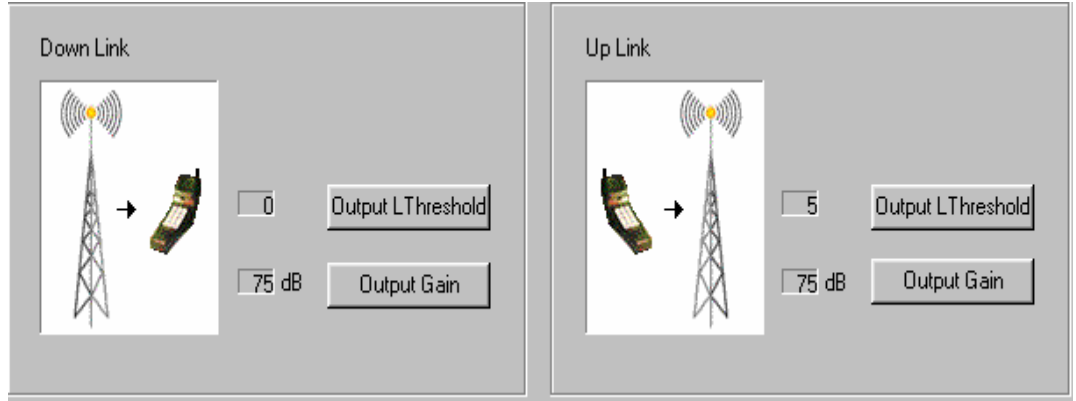 Down Link
0
Output LThreshold
75 dB
Output Gain
Up Link
5
Output LThreshold
75 dB
Output Gain